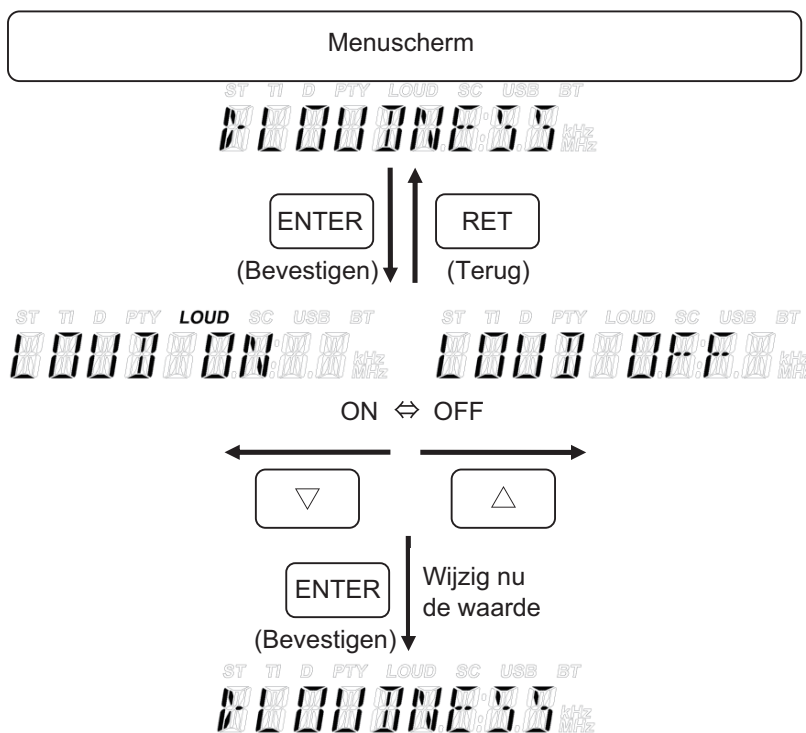 Menuscherm
ST TI D PTY LOUD SC USB BT
▶LOUDNESS kHz MHz
ENTER RET
(Bevestigen) (Terug)
ST TI D PTY LOUD SC USB BT ST TI D PTY LOUD SC USB BT
LOUD ON kHz MHz LOUD OFF kHz MHz
ON ⇔ OFF
▽ △
ENTER Wijzig nu
de waarde
(Bevestigen)
ST TI D PTY LOUD SC USB BT
▶LOUDNESS kHz MHz